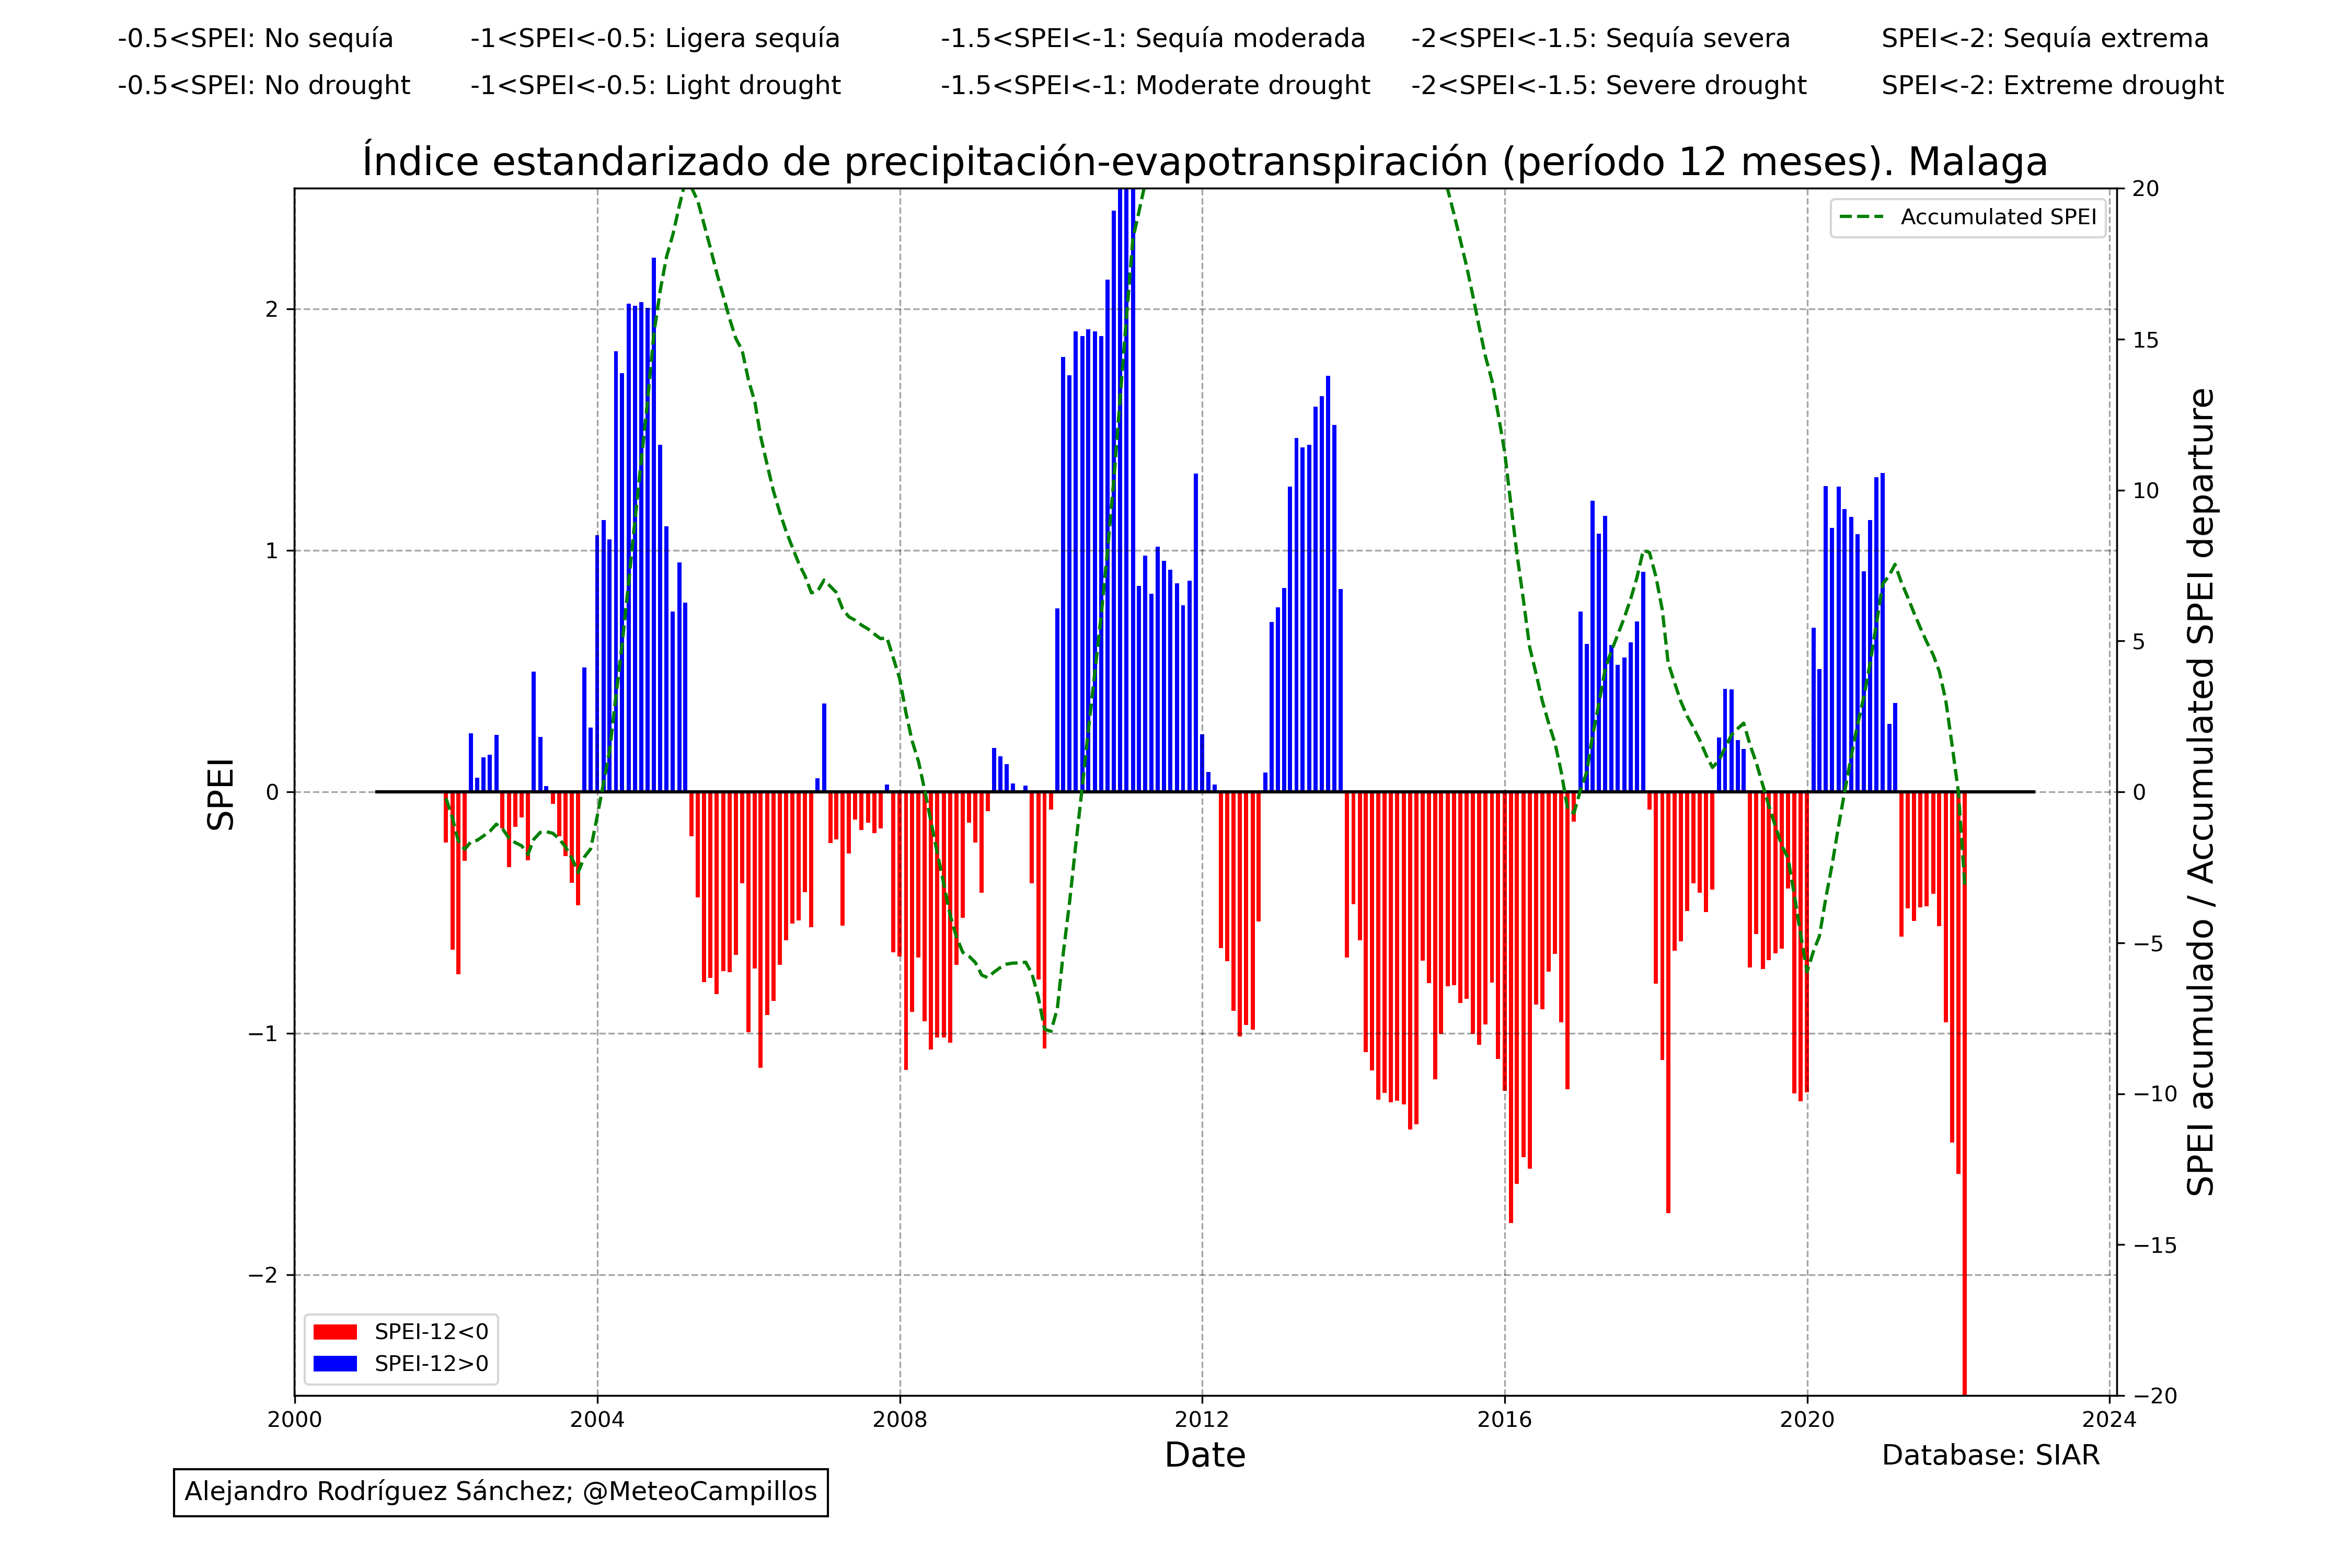 -0.5<SPEI: No sequía -1<SPEI<-0.5: Ligera sequía -1.5<SPEI<-1: Sequía moderada -2<SPEI<-1.5: Sequía severa SPEI<-2: Sequía extrema
-0.5<SPEI: No drought -1<SPEI<-0.5: Light drought -1.5<SPEI<-1: Moderate drought -2<SPEI<-1.5: Severe drought SPEI<-2: Extreme drought
Índice estandarizado de precipitación-evapotranspiración (período 12 meses). Malaga
Accumulated SPEI
SPEI
2
1
0
−1
−2
20
15
10
5
0
−5
−10
−15
−20
SPEI acumulado / Accumulated SPEI departure
SPEI-12<0
SPEI-12>0
2000 2004 2008 2012 2016 2020 2024
Date
Database: SIAR
Alejandro Rodríguez Sánchez; @MeteoCampillos